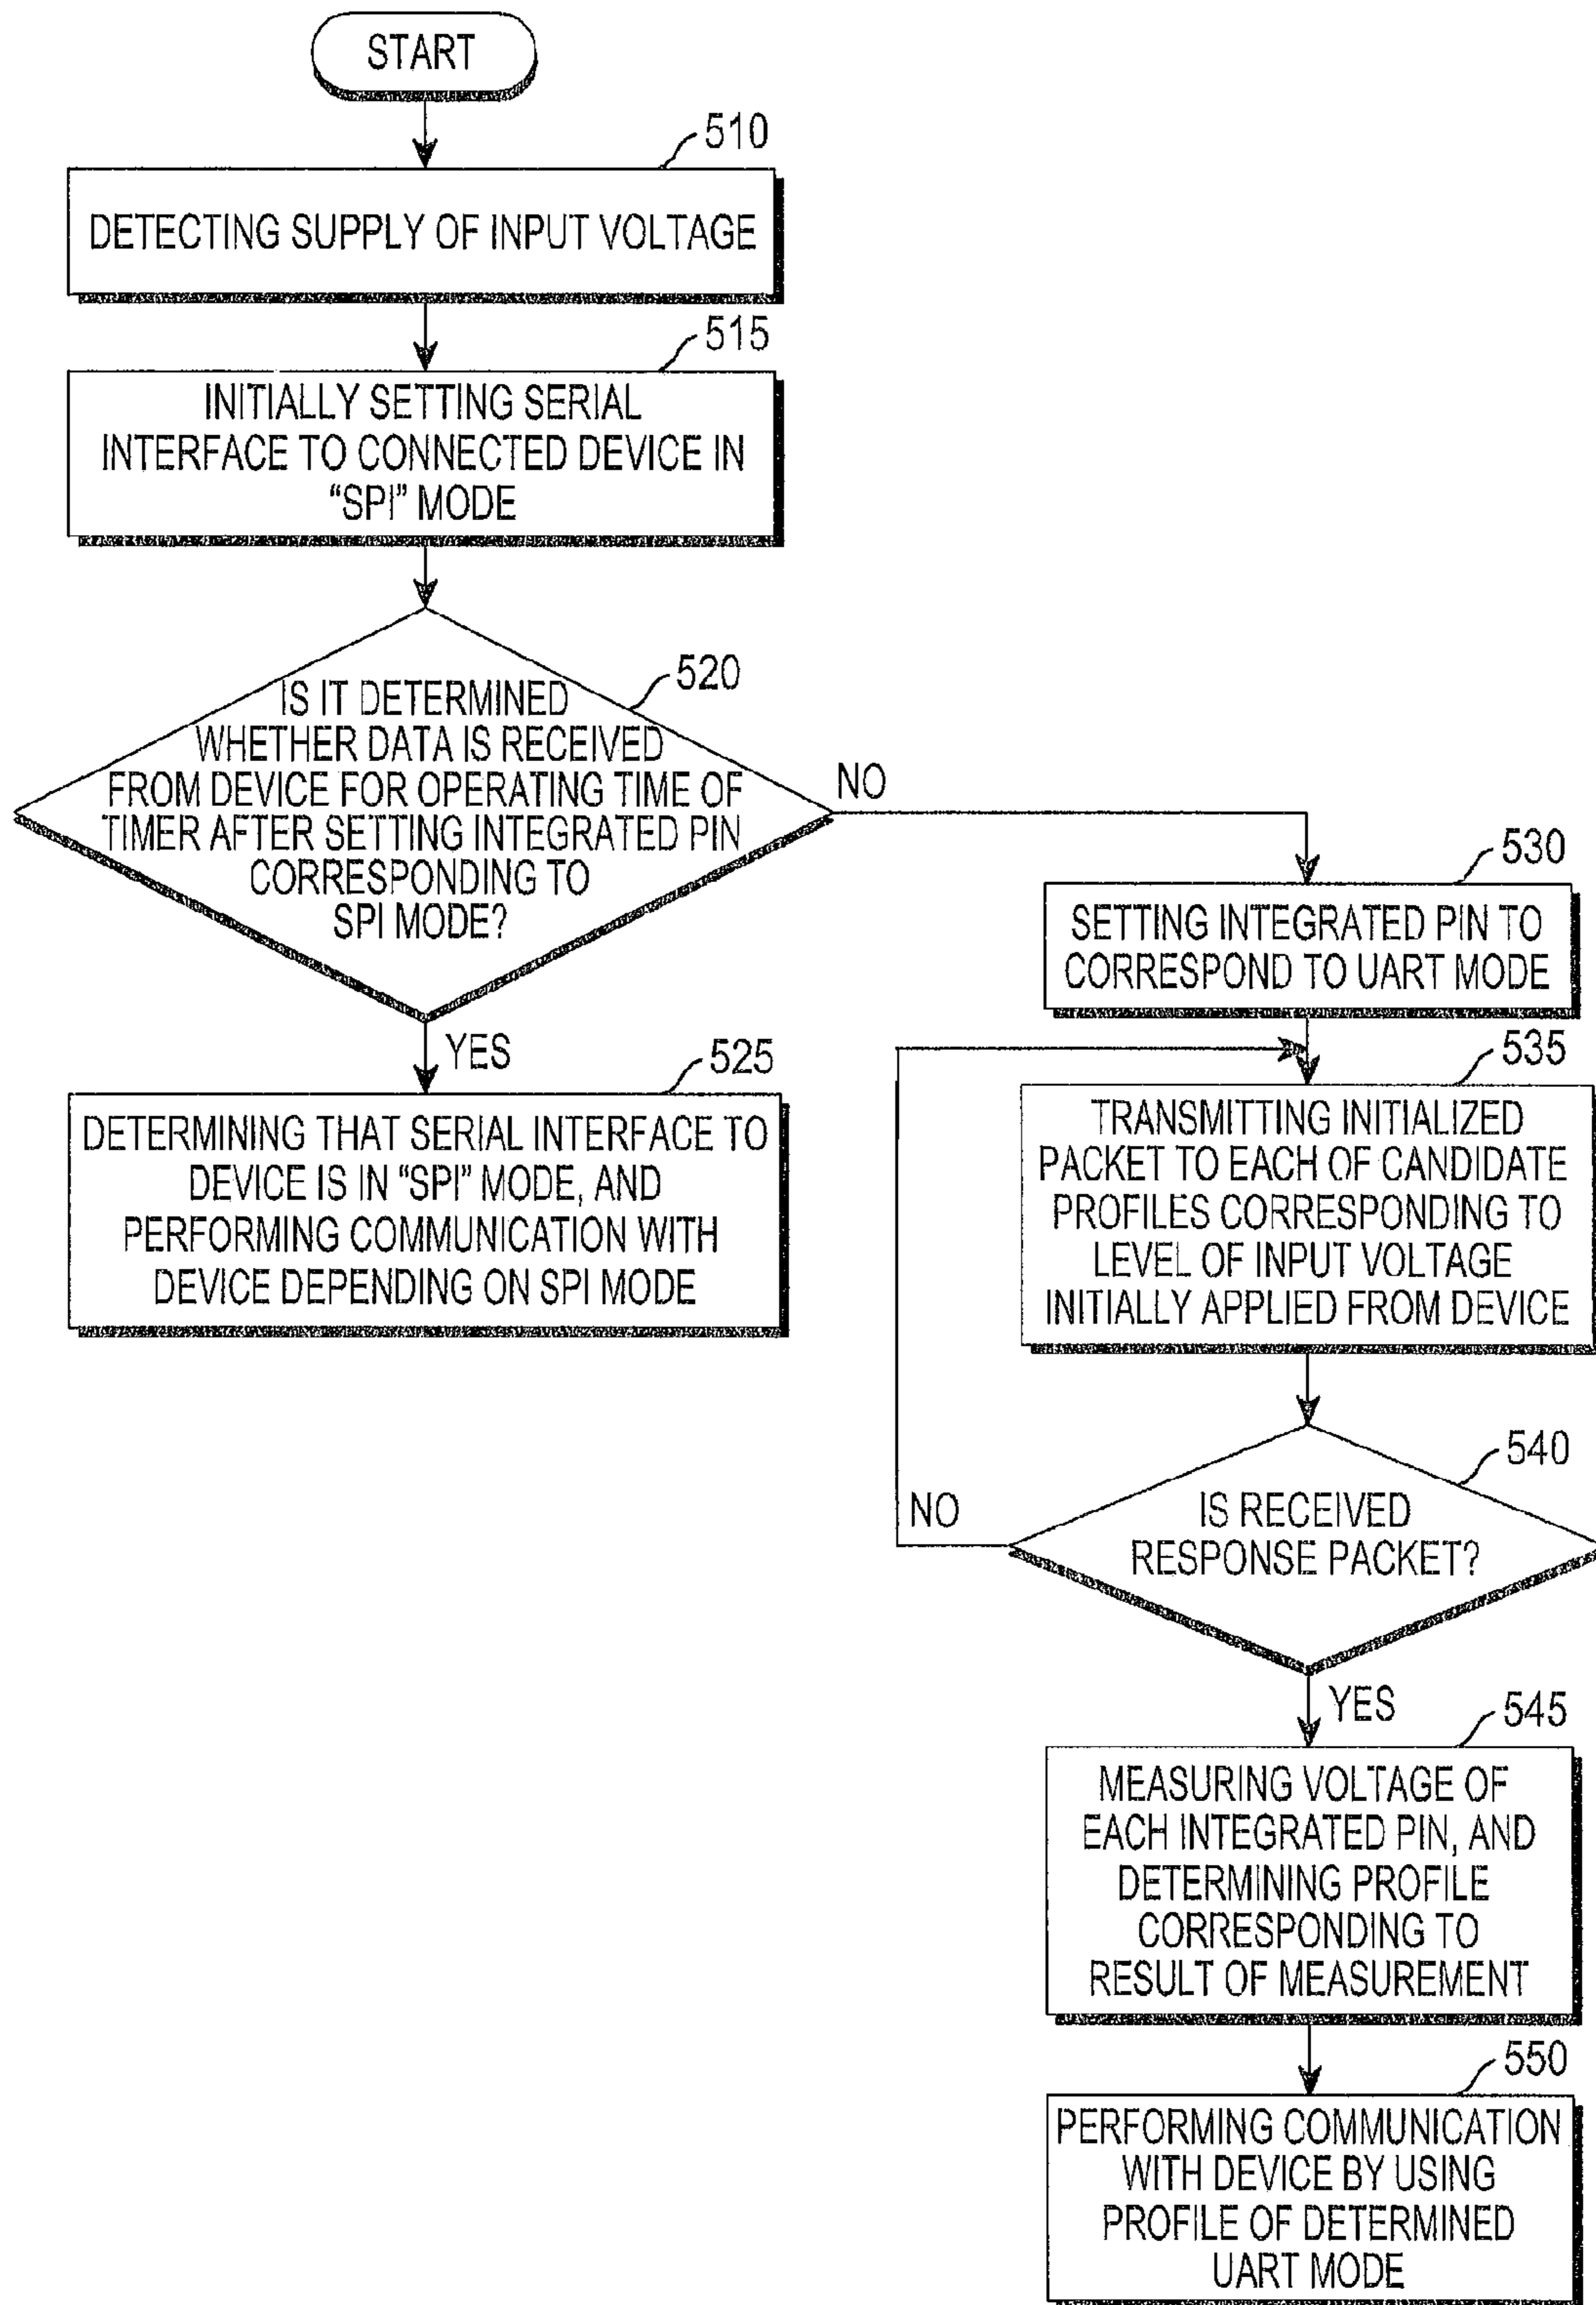 START
510
DETECTING SUPPLY OF INPUT VOLTAGE
515
INITIALLY SETTING SERIAL
INTERFACE TO CONNECTED DEVICE IN
“SPI” MODE
520
IS IT DETERMINED
WHETHER DATA IS RECEIVED
FROM DEVICE FOR OPERATING TIME OF
TIMER AFTER SETTING INTEGRATED PIN
CORRESPONDING TO
SPI MODE?
NO
YES
525
DETERMINING THAT SERIAL INTERFACE TO
DEVICE IS IN “SPI” MODE, AND
PERFORMING COMMUNICATION WITH
DEVICE DEPENDING ON SPI MODE
530
SETTING INTEGRATED PIN TO
CORRESPOND TO UART MODE
535
TRANSMITTING INITIALIZED
PACKET TO EACH OF CANDIDATE
PROFILES CORRESPONDING TO
LEVEL OF INPUT VOLTAGE
INITIALLY APPLIED FROM DEVICE
540
IS RECEIVED
RESPONSE PACKET?
NO
YES
545
MEASURING VOLTAGE OF
EACH INTEGRATED PIN, AND
DETERMINING PROFILE
CORRESPONDING TO
RESULT OF MEASUREMENT
550
PERFORMING COMMUNICATION
WITH DEVICE BY USING
PROFILE OF DETERMINED
UART MODE